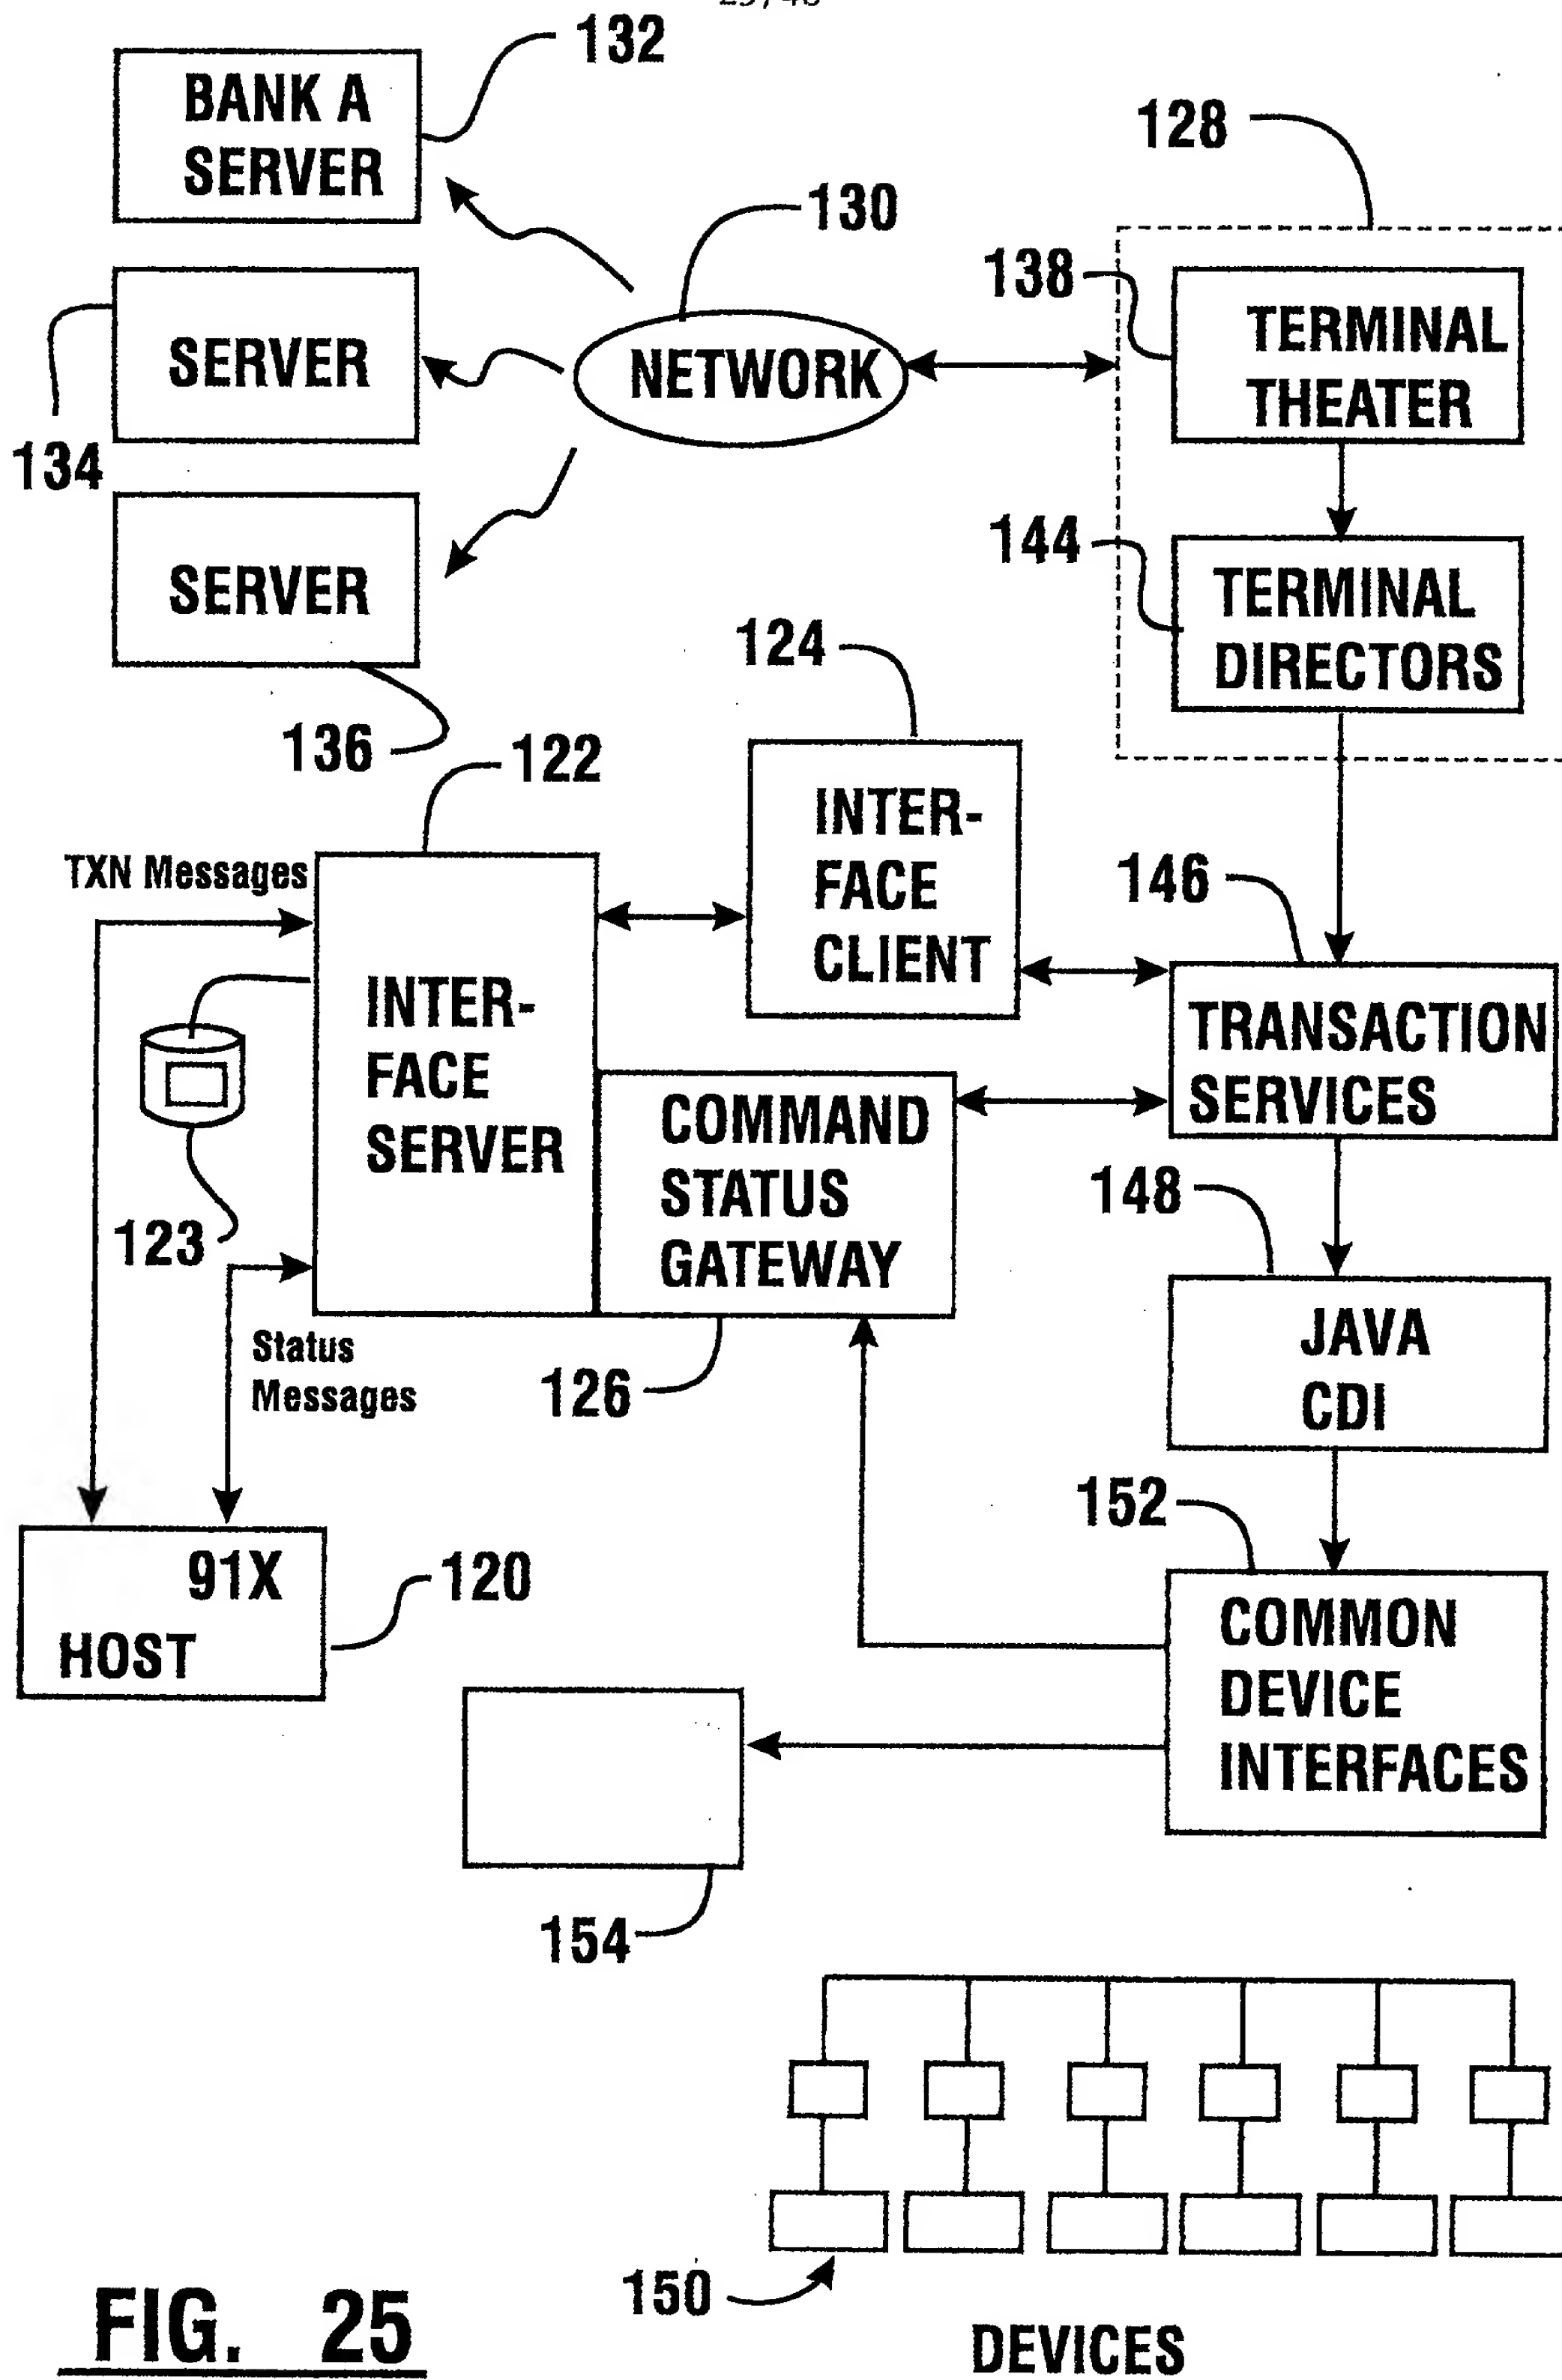 132
BANK A
SERVER
128
130
138
TERMINAL
THEATER
SERVER
NETWORK
134
144
TERMINAL
DIRECTORS
SERVER
124
136
122
INTER-
FACE
CLIENT
TXN Messages
146
INTER-
FACE
SERVER
TRANSACTION
SERVICES
COMMAND
STATUS
GATEWAY
123
148
Status
Messages
126
JAVA
CDI
152
91X
HOST
120
COMMON
DEVICE
INTERFACES
154
150
DEVICES
FIG. 25